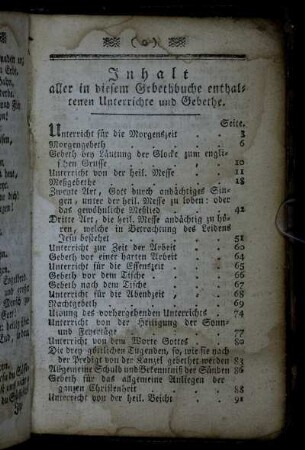 ( o )
Inhalt
aller in diesem Gebethbuche enthal-
tenen Unterrichte und Gebethe.
Seite.
Unterricht für die Morgenszeit . . 3
Morgengebeth . . . 6
Gebeth bey Läutung der Glocke zum engli-
schen Grusse . . . 10
Unterricht von der heil. Messe . . 11
Meßgebethe . . . 18
Zweyte Art, Gott durch andächtiges Sin-
gen, unter der heil. Messe zu loben: oder
das gewöhnliche Meßlied . . 42
Dritte Art, die heil. Messe andächtig zu hö-
ren, welche in Betrachtung des Leidens
Jesu bestehet . . . 51
Unterricht zur Zeit der Arbeit . . 60
Gebeth vor einer harten Arbeit . . 64
Unterricht für die Essenszeit . . 65
Gebeth vor dem Tische . . 66
Gebeth nach dem Tische . . 67
Unterricht für die Abendzeit . . 68
Nachtgebeth . . . 69
Uibung des vorhergehenden Unterrichts . 74
Unterricht von der Heiligung der Sonn-
und Feyertäge . . . 77
Unterricht von dem Worte Gottes . . 80
Die drey göttlichen Tugenden, so, wie sie nach
der Predigt von der Kanzel gebethet werden 83
Allgemeine Schuld und Bekenntniß der Sünden 86
Gebeth für das allgemeine Anliegen der
ganzen Christenheit . . 88
Unterricht von der heil. Beicht . . 91